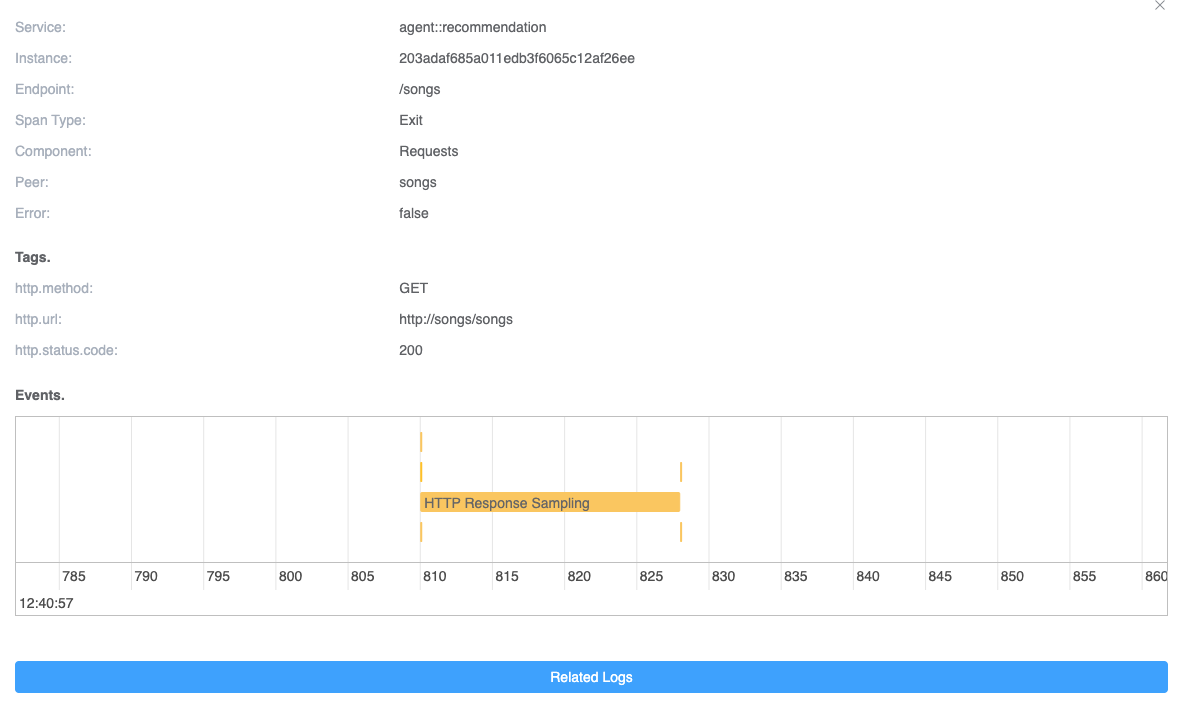 Service: agent::recommendation
Instance: 203adaf685a011edb3f6065c12af26ee
Endpoint: /songs
Span Type: Exit
Component: Requests
Peer: songs
Error: false
Tags.
http.method: GET
http.url: http://songs/songs
http.status.code: 200
Events.
HTTP Response Sampling
785 790 795 800 805 810 815 820 825 830 835 840 845 850 855 860
12:40:57
Related Logs